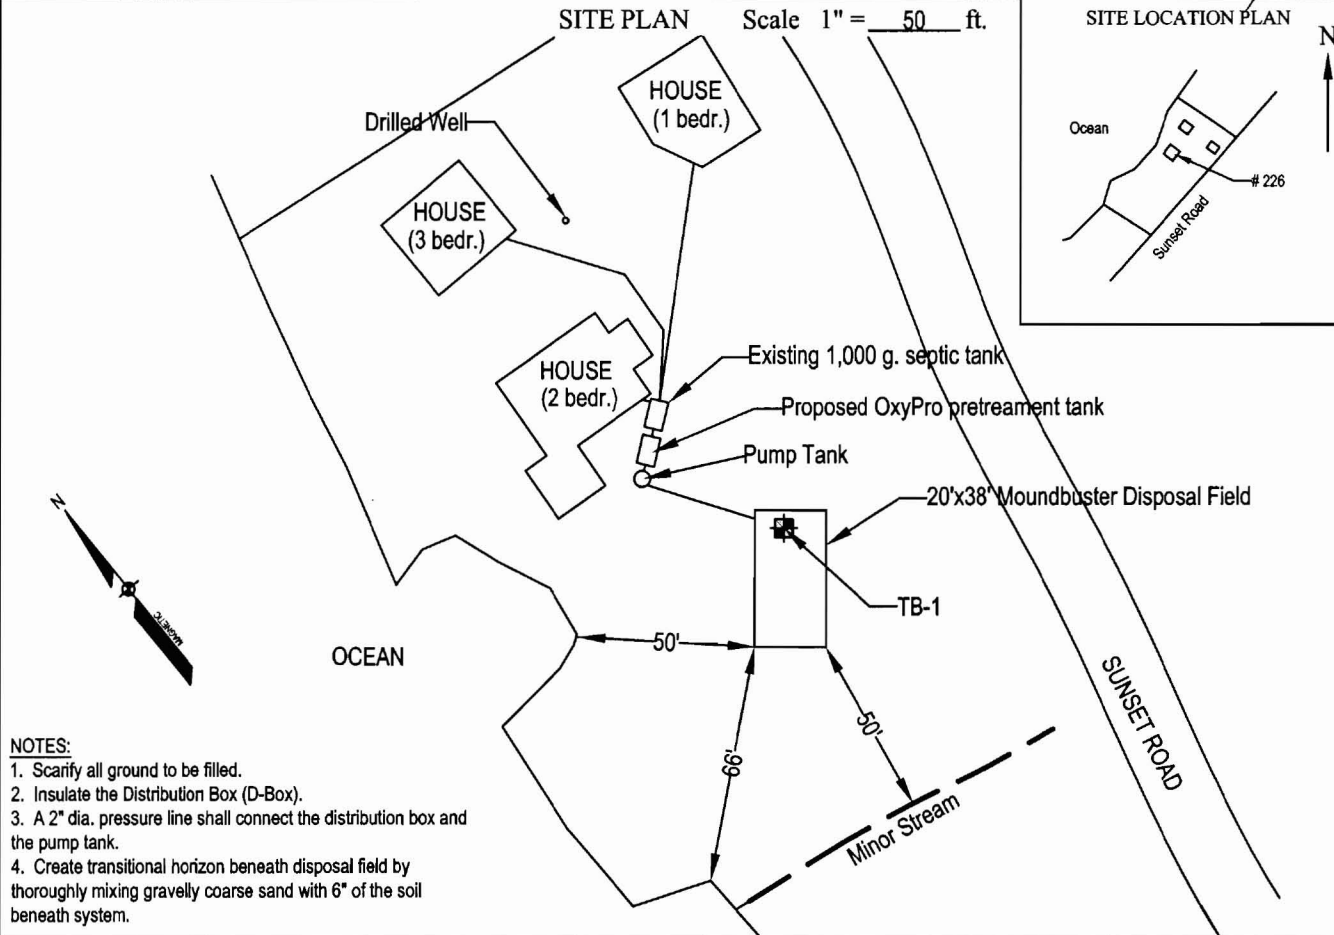 SITE PLAN Scale 1" = 50 ft.
SITE LOCATION PLAN
N
Ocean
# 226
Sunset Road
HOUSE
(1 bedr.)
Drilled Well
HOUSE
(3 bedr.)
HOUSE
(2 bedr.)
Existing 1,000 g. septic tank
Proposed OxyPro pretreament tank
Pump Tank
20'x38' Moundbuster Disposal Field
TB-1
N
MAGNETIC
OCEAN
50'
66'
50'
Minor Stream
SUNSET ROAD
NOTES:
1. Scarify all ground to be filled.
2. Insulate the Distribution Box (D-Box).
3. A 2" dia. pressure line shall connect the distribution box and
the pump tank.
4. Create transitional horizon beneath disposal field by
thoroughly mixing gravelly coarse sand with 6" of the soil
beneath system.